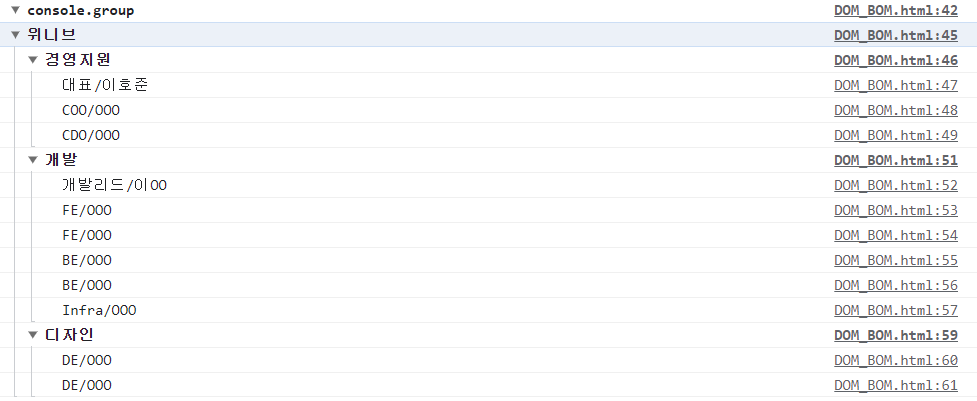 console.group DOM_BOM.html:42
위니브 DOM_BOM.html:45
경영지원 DOM_BOM.html:46
대표/이호준 DOM_BOM.html:47
COO/OOO DOM_BOM.html:48
CDO/OOO DOM_BOM.html:49
개발 DOM_BOM.html:51
개발리드/이OO DOM_BOM.html:52
FE/OOO DOM_BOM.html:53
FE/OOO DOM_BOM.html:54
BE/OOO DOM_BOM.html:55
BE/OOO DOM_BOM.html:56
Infra/OOO DOM_BOM.html:57
디자인 DOM_BOM.html:59
DE/OOO DOM_BOM.html:60
DE/OOO DOM_BOM.html:61